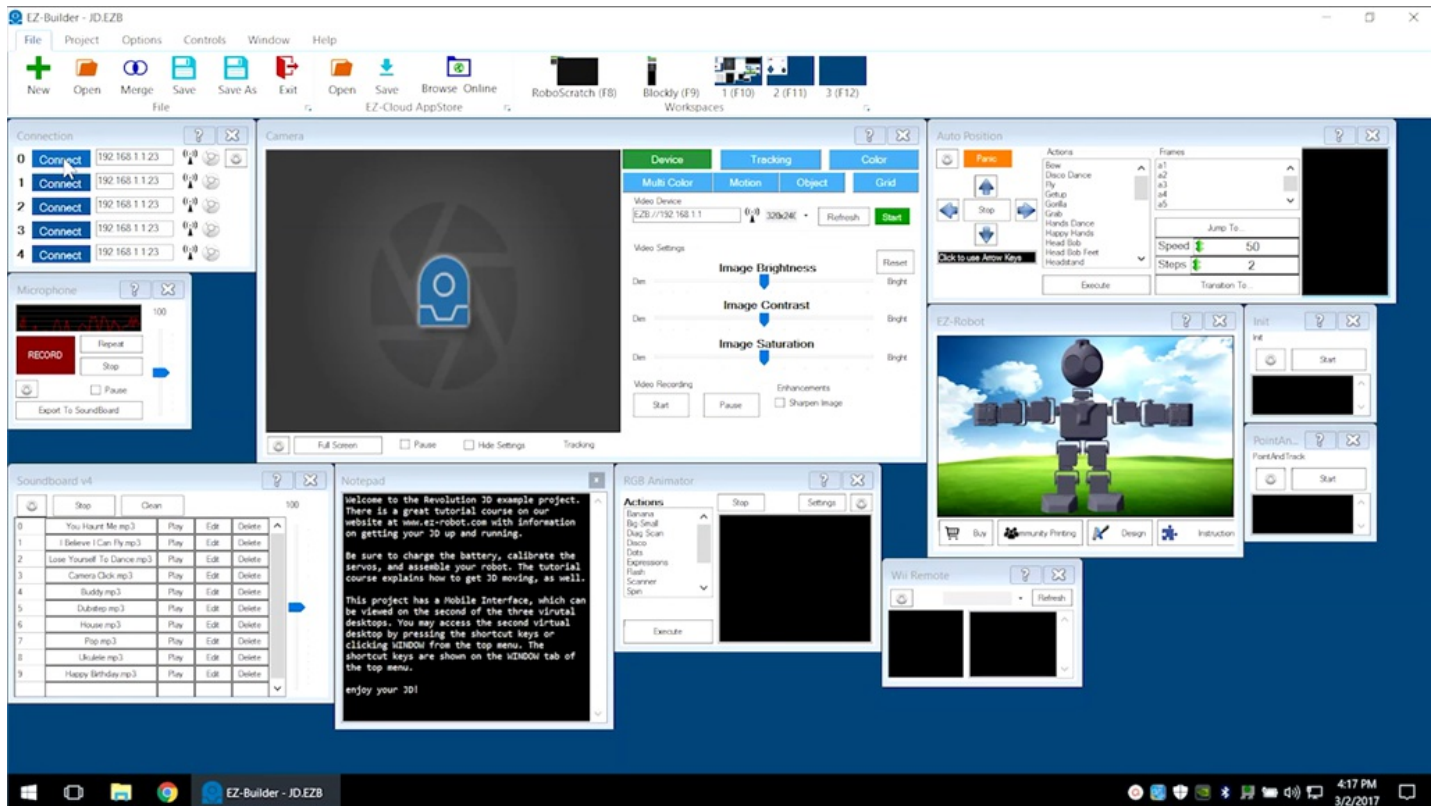 EZ-Builder - JD.EZB
File Project Options Controls Window Help
New Open Merge Save Save As Exit Open Save Browse Online RoboScratch (F8) Blockly (F9) 1 (F10) 2 (F11) 3 (F12)
File EZ-Cloud AppStore Workspaces
Connection
0 Connect 192.168.1.1:23
1 Connect 192.168.1.1:23
2 Connect 192.168.1.1:23
3 Connect 192.168.1.1:23
4 Connect 192.168.1.1:23
Microphone
100
RECORD
Repeat
Stop
Pause
Export To SoundBoard
Camera
Device Tracking Color
Multi Color Motion Object Grid
Video Device
EZB://192.168.1.1 Refresh Start
Video Settings
Reset
Image Brightness
Dim Bright
Image Contrast
Dim Bright
Image Saturation
Dim Bright
Video Recording
Enhancements
Start Pause Sharpen Image
Full Screen Pause Hide Settings Tracking
Auto Position
Panic
Stop
Click to use Arrow Keys
Actions
Bow
Disco Dance
Fly
Getup
Gorilla
Grab
Hands Dance
Happy Hands
Head Bob
Head Bob Feet
Headstand
Execute
Frames
a1
a2
a3
a4
a5
Jump To...
Speed 50
Steps 2
Transition To...
EZ-Robot
Buy Design Instruction
Init
Init
Start
PointAn...
PointAndTrack
Start
Soundboard v4
Stop Clean 100
0 You Haunt Me.mp3 Play Edit Delete
1 I Believe I Can Fly.mp3 Play Edit Delete
2 Lose Yourself To Dance.mp3 Play Edit Delete
3 Camera Click.mp3 Play Edit Delete
4 Buddy.mp3 Play Edit Delete
5 Dubstep.mp3 Play Edit Delete
6 House.mp3 Play Edit Delete
7 Pop.mp3 Play Edit Delete
8 Ukulele.mp3 Play Edit Delete
9 Happy Birthday.mp3 Play Edit Delete
Notepad
Welcome to the Revolution JD example project.
There is a great tutorial course on our
website at www.ez-robot.com with information
on getting your JD up and running.
Be sure to charge the battery, calibrate the
servos, and assemble your robot. The tutorial
course explains how to get JD moving, as well.
This project has a Mobile Interface, which can
be viewed on the second of the three virutal
desktops. You may access the second virtual
desktop by pressing the shortcut keys or
clicking WINDOW from the top menu. The
shortcut keys are shown on the WINDOW tab of
the top menu.
enjoy your JD!
RGB Animator
Actions
Banana
Big-Small
Diag Scan
Disco
Dots
Expressions
Flash
Scanner
Spin
Execute
Stop Settings
Wii Remote
Refresh
EZ-Builder - JD.EZB
4:17 PM
3/2/2017